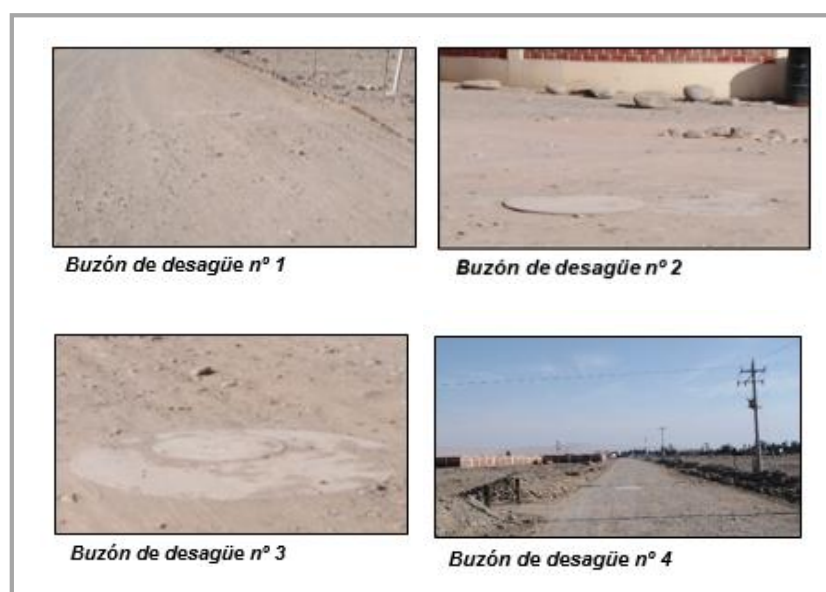 Buzón de desagüe nº 1
Buzón de desagüe nº 2
Buzón de desagüe nº 3
Buzón de desagüe nº 4